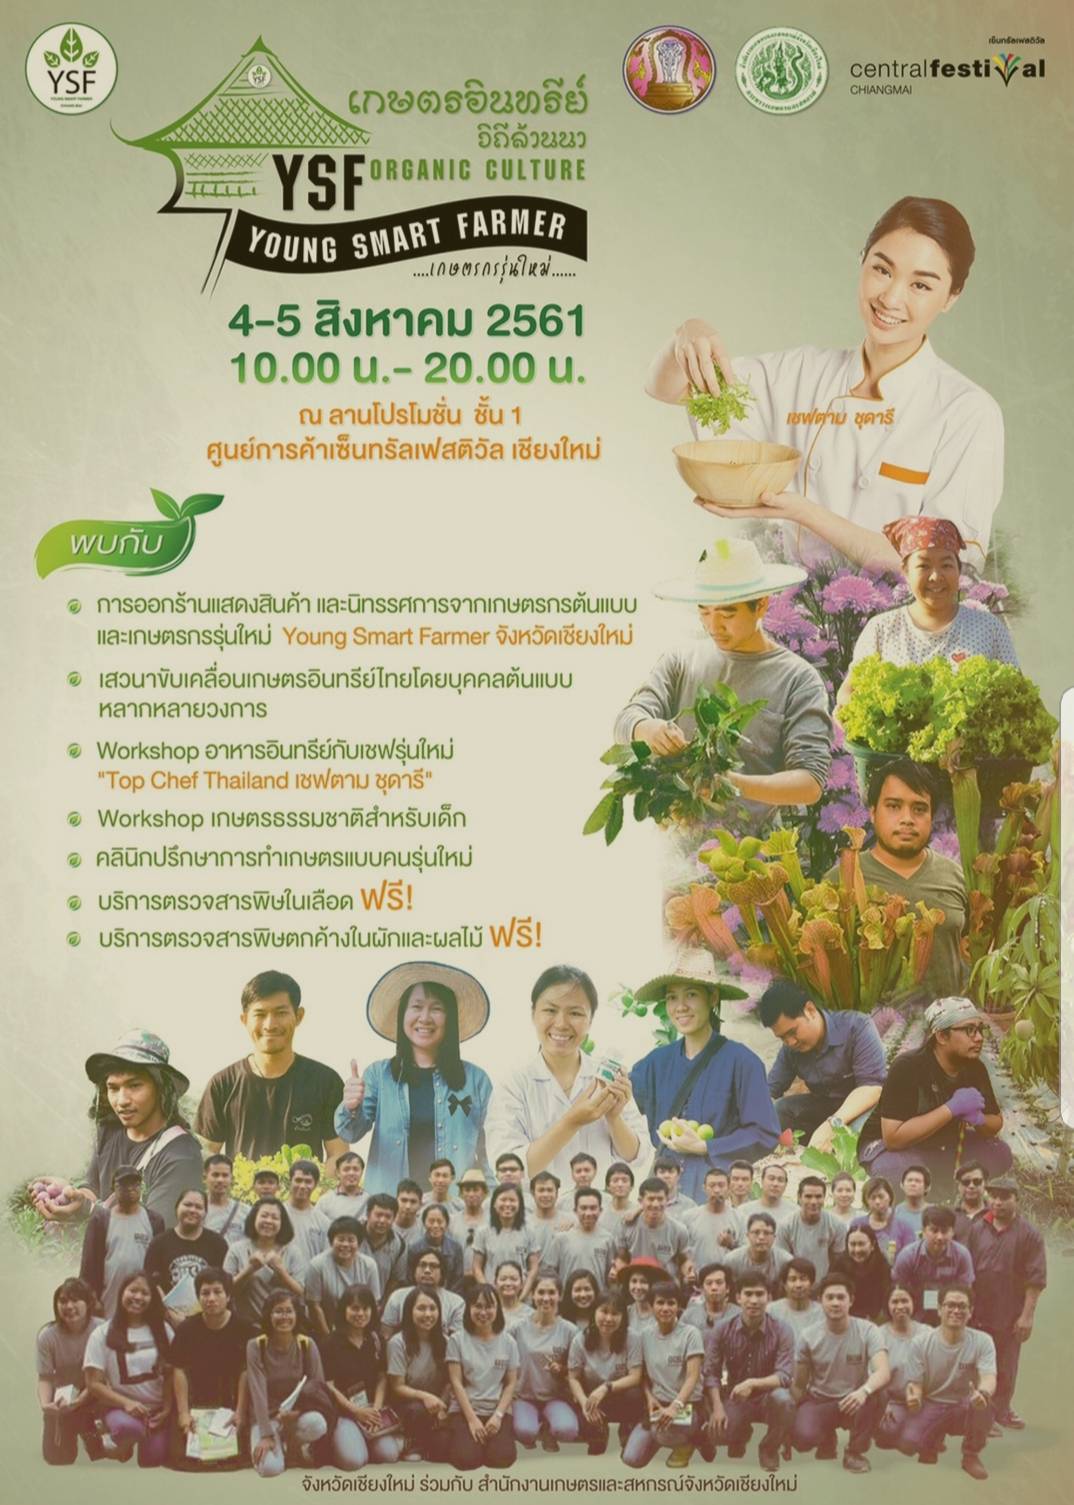 YSF
YOUNG SMART FARMER
เกษตรอินทรีย์
วิถีล้านนา
ORGANIC CULTURE
YSF
YOUNG SMART FARMER
....เกษตรกรรุ่นใหม่......
เซ็นทรัลเฟสติวัล
centralfestival
CHIANGMAI
4-5 สิงหาคม 2561
10.00 น.- 20.00 น.
ณ ลานโปรโมชั่น ชั้น 1
ศูนย์การค้าเซ็นทรัลเฟสติวัล เชียงใหม่
เชฟตาม ชุดารี
พบกับ
การออกร้านแสดงสินค้า และนิทรรศการจากเกษตรกรต้นแบบ
และเกษตรกรรุ่นใหม่ Young Smart Farmer จังหวัดเชียงใหม่
เสวนาขับเคลื่อนเกษตรอินทรีย์ไทยโดยบุคคลต้นแบบ
หลากหลายวงการ
Workshop อาหารอินทรีย์กับเชฟรุ่นใหม่
"Top Chef Thailand เชฟตาม ชุดารี"
Workshop เกษตรธรรมชาติสำหรับเด็ก
คลินิกปรึกษาการทำเกษตรแบบคนรุ่นใหม่
บริการตรวจสารพิษในเลือด ฟรี!
บริการตรวจสารพิษตกค้างในผักและผลไม้ ฟรี!
จังหวัดเชียงใหม่ ร่วมกับ สำนักงานเกษตรและสหกรณ์จังหวัดเชียงใหม่